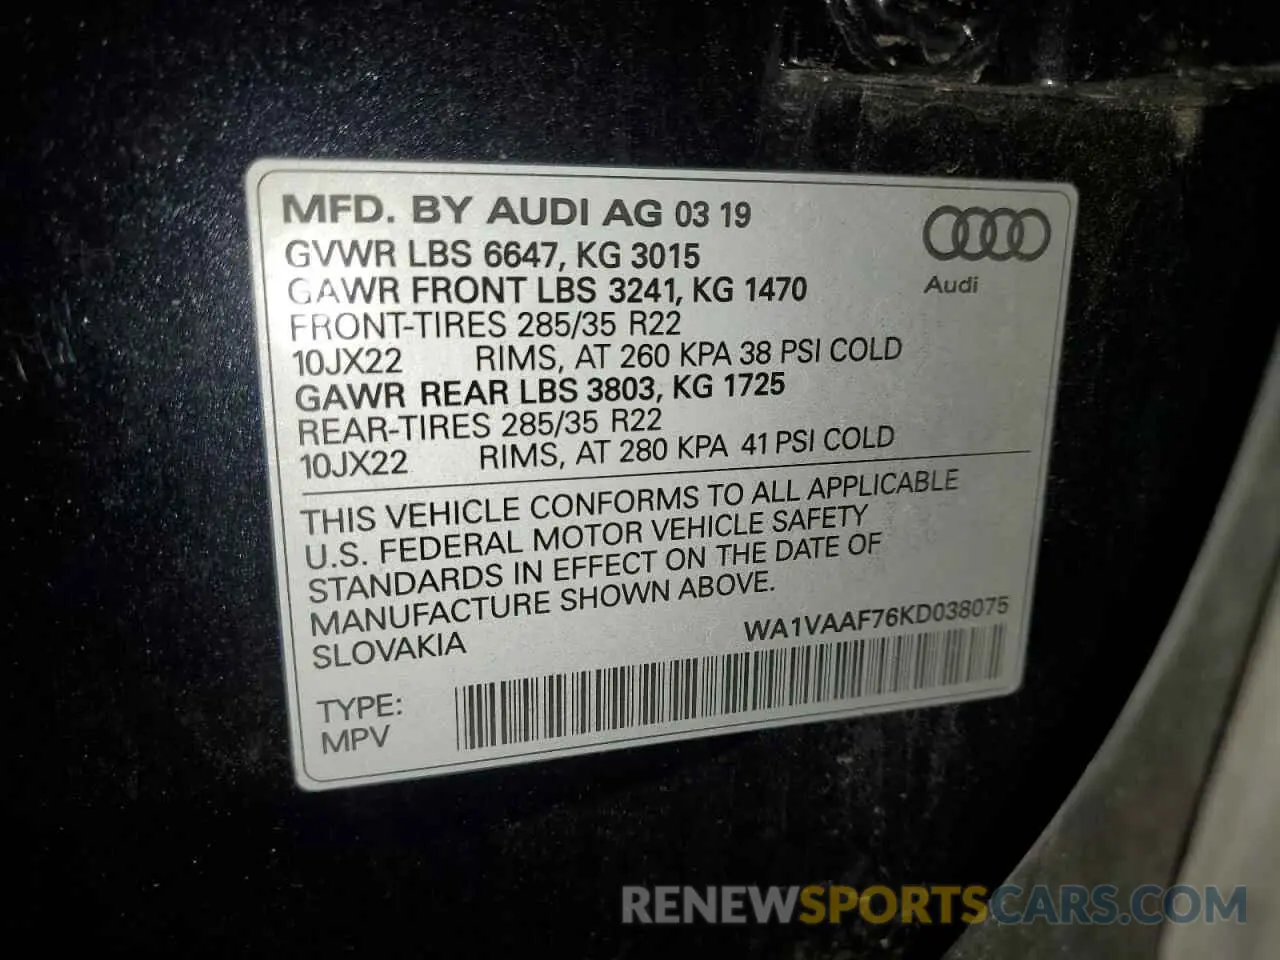 MFD. BY AUDI AG 03 19
GVWR LBS 6647, KG 3015
GAWR FRONT LBS 3241, KG 1470
FRONT-TIRES 285/35 R22
10JX22 RIMS, AT 260 KPA 38 PSI COLD
GAWR REAR LBS 3803, KG 1725
REAR-TIRES 285/35 R22
10JX22 RIMS, AT 280 KPA 41 PSI COLD
Audi
THIS VEHICLE CONFORMS TO ALL APPLICABLE
U.S. FEDERAL MOTOR VEHICLE SAFETY
STANDARDS IN EFFECT ON THE DATE OF
MANUFACTURE SHOWN ABOVE.
SLOVAKIA
WA1VAAF76KD038075
TYPE:
MPV
RENEWSPORTSCARS.COM